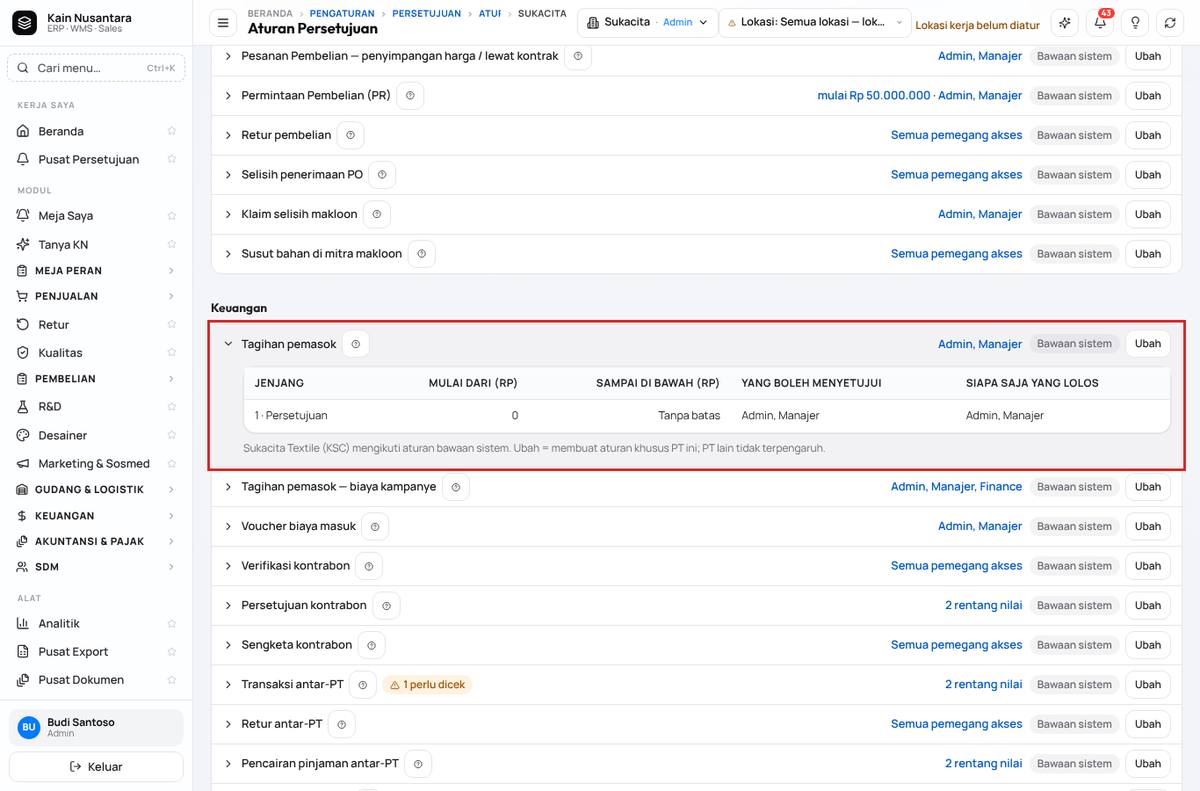 Kain Nusantara
ERP · WMS · Sales
Cari menu... Ctrl+K
KERJA SAYA
Beranda
Pusat Persetujuan
MODUL
Meja Saya
Tanya KN
MEJA PERAN
PENJUALAN
Retur
Kualitas
PEMBELIAN
R&D
Desainer
Marketing & Sosmed
GUDANG & LOGISTIK
KEUANGAN
AKUNTANSI & PAJAK
SDM
ALAT
Analitik
Pusat Export
Pusat Dokumen
BU Budi Santoso
Admin
Keluar
BERANDA › PENGATURAN › PERSETUJUAN › ATUR › SUKACITA
Aturan Persetujuan
Sukacita · Admin
Lokasi: Semua lokasi — lok...
Lokasi kerja belum diatur
43
Pesanan Pembelian — penyimpangan harga / lewat kontrak Admin, Manajer Bawaan sistem Ubah
Permintaan Pembelian (PR) mulai Rp 50.000.000 · Admin, Manajer Bawaan sistem Ubah
Retur pembelian Semua pemegang akses Bawaan sistem Ubah
Selisih penerimaan PO Semua pemegang akses Bawaan sistem Ubah
Klaim selisih makloon Admin, Manajer Bawaan sistem Ubah
Susut bahan di mitra makloon Semua pemegang akses Bawaan sistem Ubah
Keuangan
Tagihan pemasok Admin, Manajer Bawaan sistem Ubah
JENJANG MULAI DARI (RP) SAMPAI DI BAWAH (RP) YANG BOLEH MENYETUJUI SIAPA SAJA YANG LOLOS
1 · Persetujuan 0 Tanpa batas Admin, Manajer Admin, Manajer
Sukacita Textile (KSC) mengikuti aturan bawaan sistem. Ubah = membuat aturan khusus PT ini; PT lain tidak terpengaruh.
Tagihan pemasok — biaya kampanye Admin, Manajer, Finance Bawaan sistem Ubah
Voucher biaya masuk Admin, Manajer Bawaan sistem Ubah
Verifikasi kontrabon Semua pemegang akses Bawaan sistem Ubah
Persetujuan kontrabon 2 rentang nilai Bawaan sistem Ubah
Sengketa kontrabon Semua pemegang akses Bawaan sistem Ubah
Transaksi antar-PT 1 perlu dicek 2 rentang nilai Bawaan sistem Ubah
Retur antar-PT Semua pemegang akses Bawaan sistem Ubah
Pencairan pinjaman antar-PT 2 rentang nilai Bawaan sistem Ubah